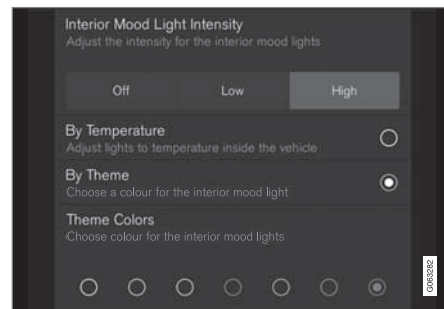 Interior Mood Light Intensity
Adjust the intensity for the interior mood lights
Off Low High
By Temperature
Adjust lights to temperature inside the vehicle
By Theme
Choose a colour for the interior mood light
Theme Colors
Choose colour for the interior mood lights
G063282